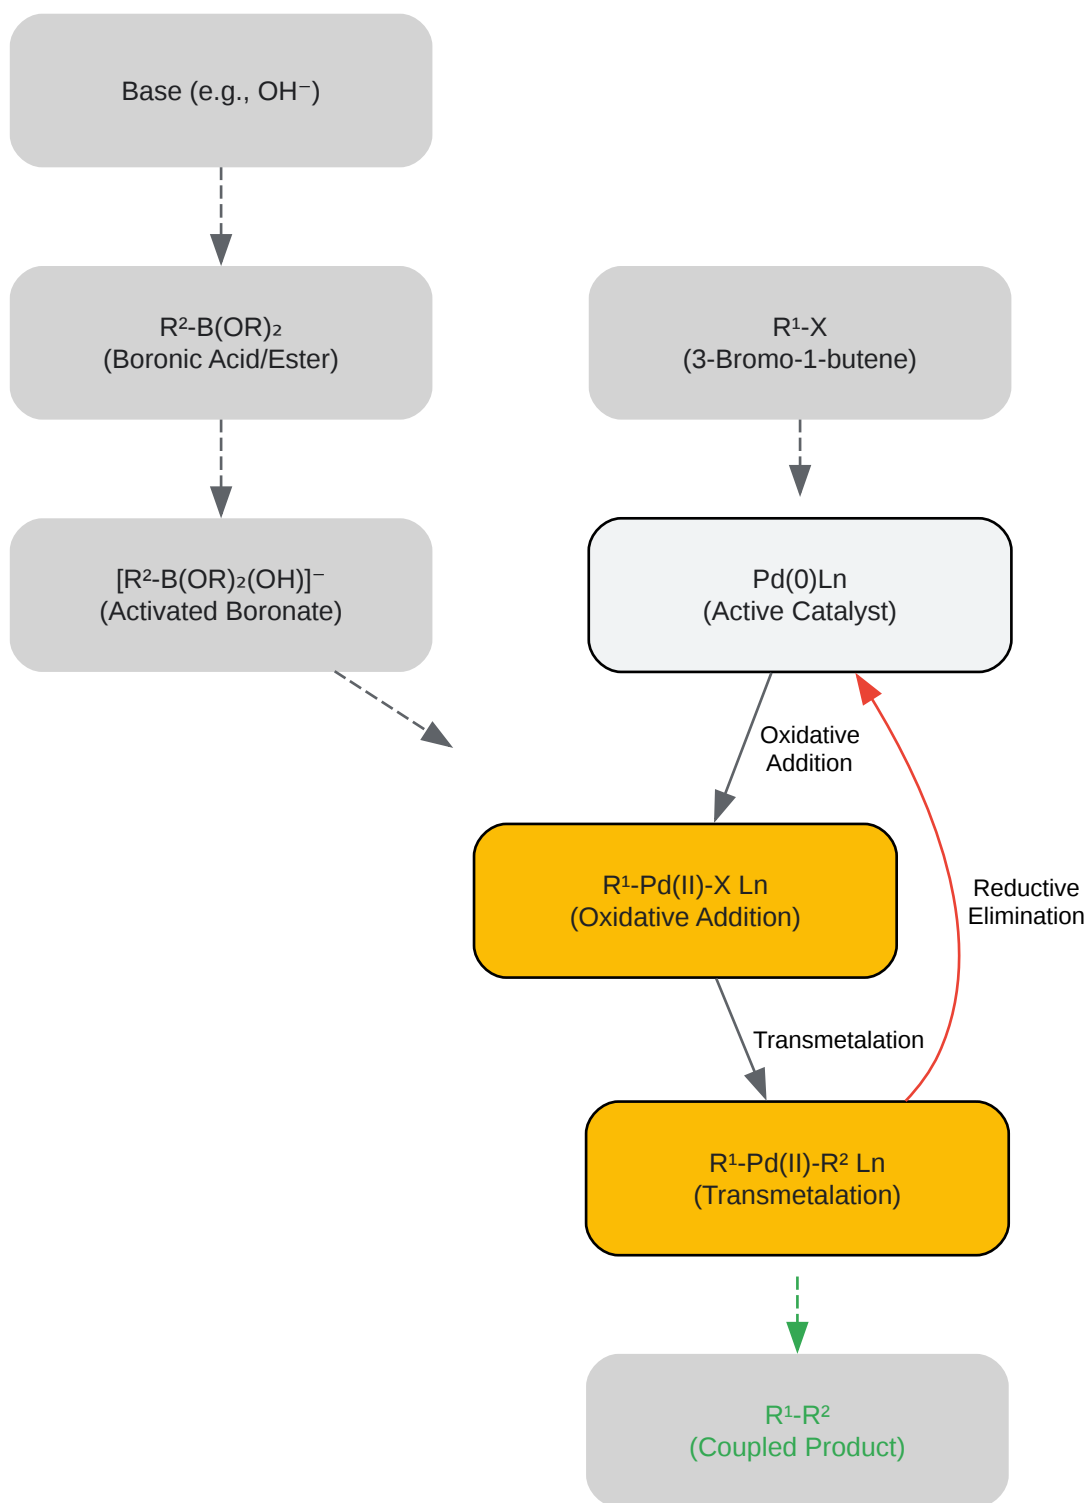 Base (e.g., OH⁻)
R²-B(OR)₂
(Boronic Acid/Ester)
R¹-X
(3-Bromo-1-butene)
[R²-B(OR)₂(OH)]⁻
(Activated Boronate)
Pd(0)Ln
(Active Catalyst)
Oxidative
Addition
R¹-Pd(II)-X Ln
(Oxidative Addition)
Reductive
Elimination
Transmetalation
R¹-Pd(II)-R² Ln
(Transmetalation)
R¹-R²
(Coupled Product)